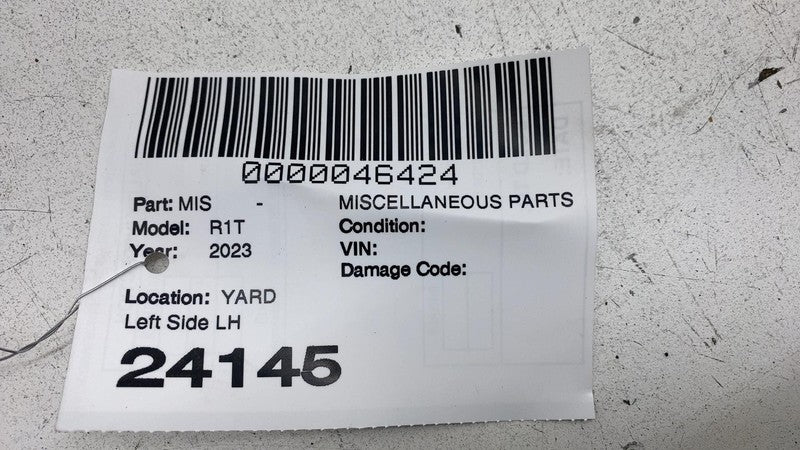 0000046424
Part: MIS - MISCELLANEOUS PARTS
Model: R1T Condition:
Year: 2023 VIN:
Damage Code:
Location: YARD
Left Side LH
24145